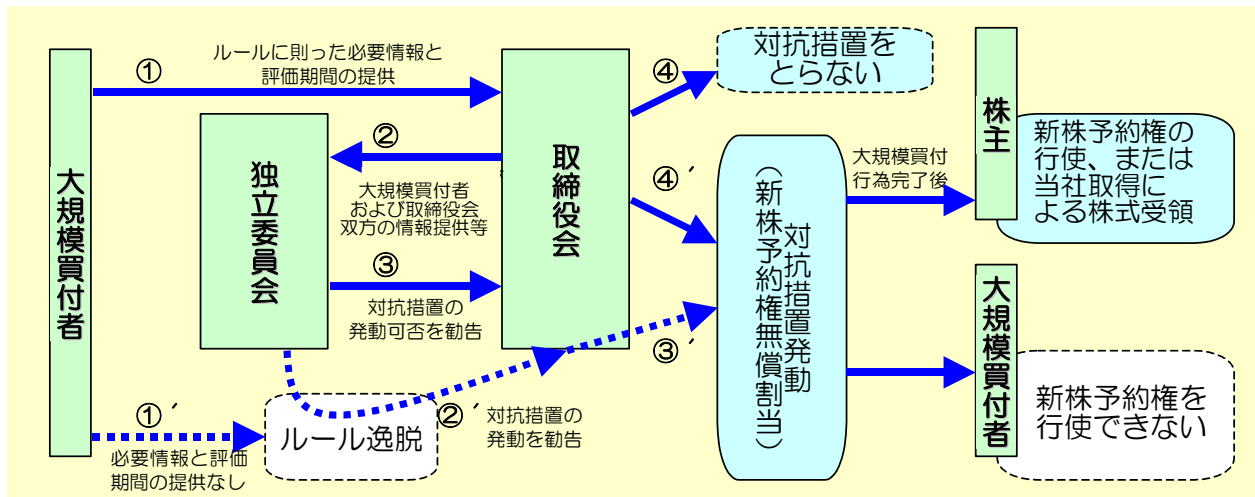 大規模買付者
①
ルールに則った必要情報と
評価期間の提供
独立委員会
②
大規模買付者
および取締役会
双方の情報提供等
③
対抗措置の
発動可否を勧告
取締役会
④
対抗措置を
とらない
④´
対抗措置発動
（新株予約権無償割当）
大規模買付
行為完了後
株主
新株予約権の
行使、または
当社取得に
よる株式受領
大規模買付者
新株予約権を
行使できない
①´
必要情報と評価
期間の提供なし
ルール逸脱
②´
対抗措置の
発動を勧告
③´